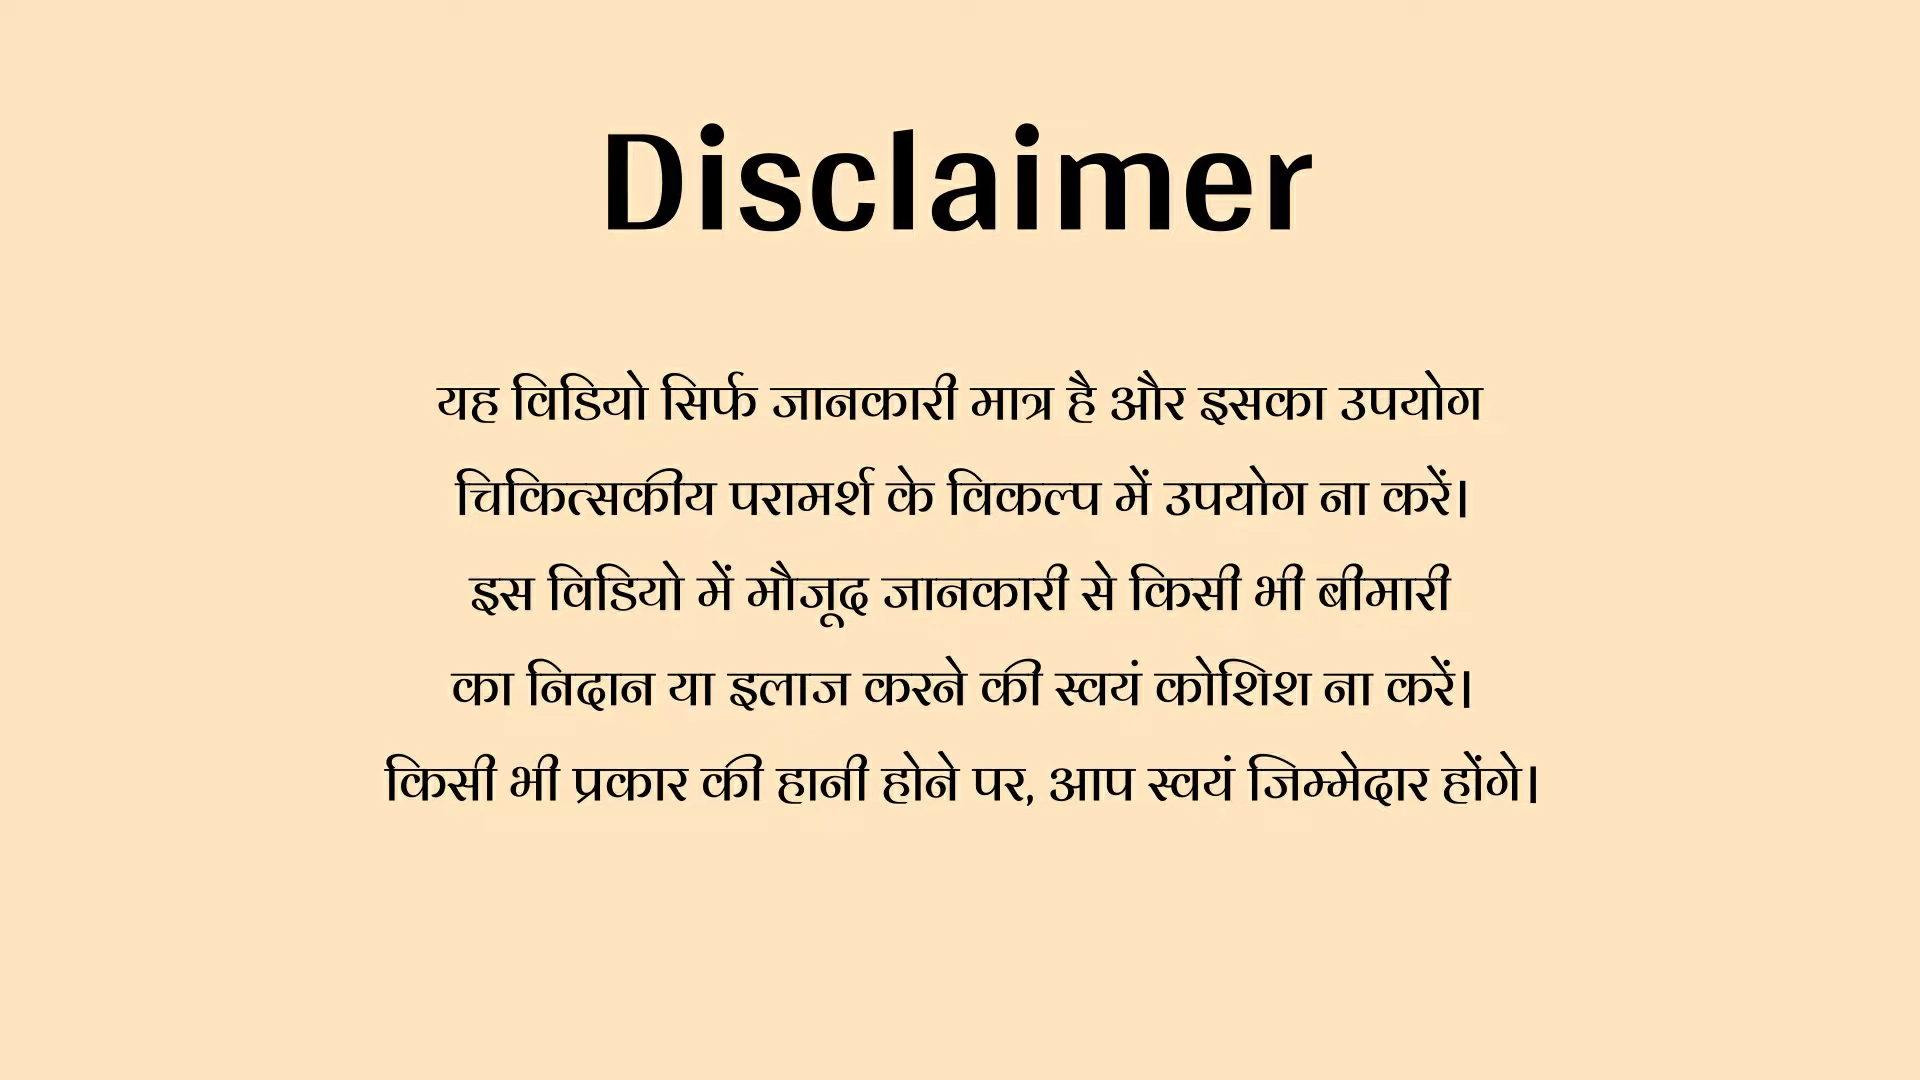 Disclaimer
यह विडियो सिर्फ जानकारी मात्र है और इसका उपयोग
चिकित्सकीय परामर्श के विकल्प में उपयोग ना करें।
इस विडियो में मौजूद जानकारी से किसी भी बीमारी
का निदान या इलाज करने की स्वयं कोशिश ना करें।
किसी भी प्रकार की हानी होने पर, आप स्वयं जिम्मेदार होंगे।